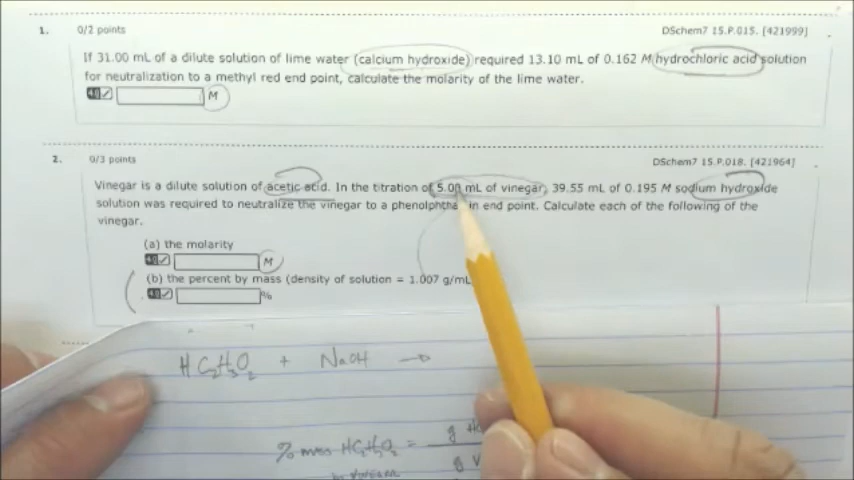 1. 0/2 points DSchem7 15.P.015. [421999]
If 31.00 mL of a dilute solution of lime water (calcium hydroxide) required 13.10 mL of 0.162 M hydrochloric acid solution
for neutralization to a methyl red end point, calculate the molarity of the lime water.
M
2. 0/3 points DSchem7 15.P.018. [421964]
Vinegar is a dilute solution of acetic acid. In the titration of 5.00 mL of vinegar, 39.55 mL of 0.195 M sodium hydroxide
solution was required to neutralize the vinegar to a in end point. Calculate each of the following of the
vinegar.
(a) the molarity
M
(b) the percent by mass (density of solution = 1.007 g/mL
%
HC2H3O2 + NaOH →
% mass HC2H3O2 = g
in VINEGAR g V